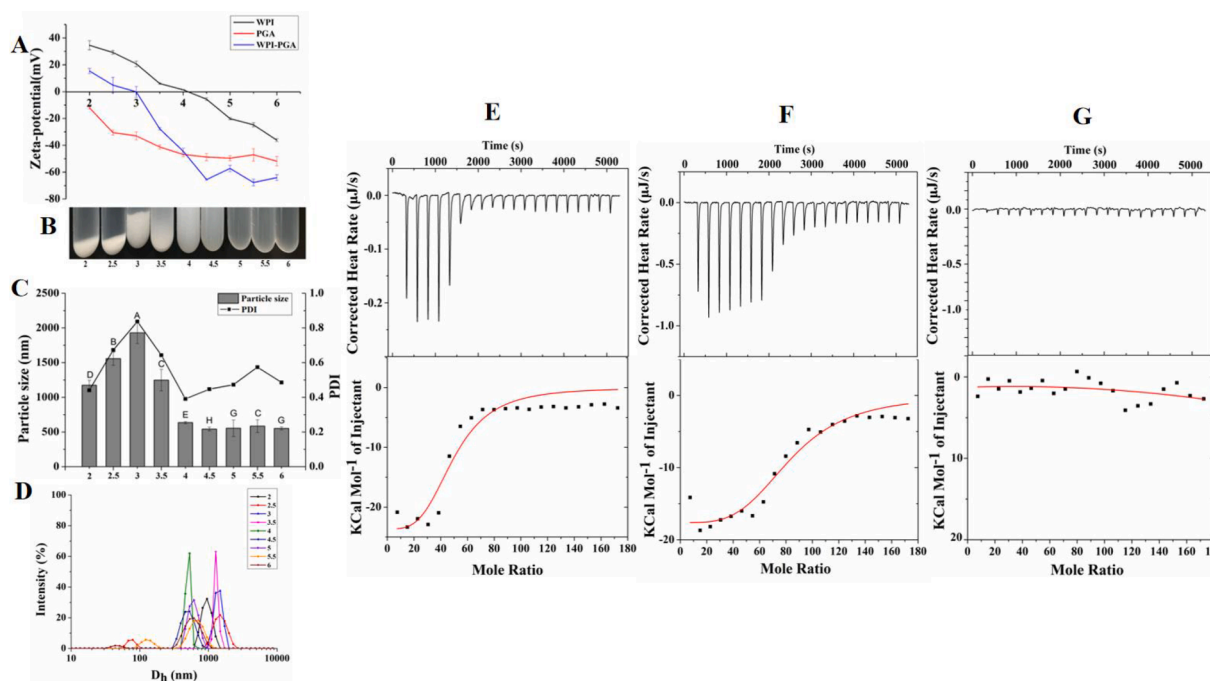 A
WPI
PGA
WPI-PGA
Zeta-potential(mV)
40
20
0
-20
-40
-60
-80
2
3
4
5
6
B
2
2.5
3
3.5
4
4.5
5
5.5
6
C
Particle size
PDI
Particle size (nm)
2500
2000
1500
1000
500
0
D
B
A
C
E
H
G
C
G
1.0
0.8
0.6
0.4
0.2
0.0
PDI
2
2.5
3
3.5
4
4.5
5
5.5
6
D
Intensity (%)
100
80
60
40
20
0
2
2.5
3
3.5
4
4.5
5
5.5
6
10
100
1000
10000
Dh (nm)
E
Time (s)
0 1000 2000 3000 4000 5000
Corrected Heat Rate (µJ/s)
0.0
-0.1
-0.2
KCal Mol-1 of Injectant
0
-10
-20
0 20 40 60 80 100 120 140 160 180
Mole Ratio
F
Time (s)
0 1000 2000 3000 4000 5000
Corrected Heat Rate (µJ/s)
0.0
-0.5
-1.0
KCal Mol-1 of Injectant
0
-5
-10
-15
-20
0 20 40 60 80 100 120 140 160 180
Mole Ratio
G
Time (s)
0 1000 2000 3000 4000 5000
Corrected Heat Rate (µJ/s)
0.0
-0.5
-1.0
KCal Mol-1 of Injectant
0
10
20
0 20 40 60 80 100 120 140 160
Mole Ratio